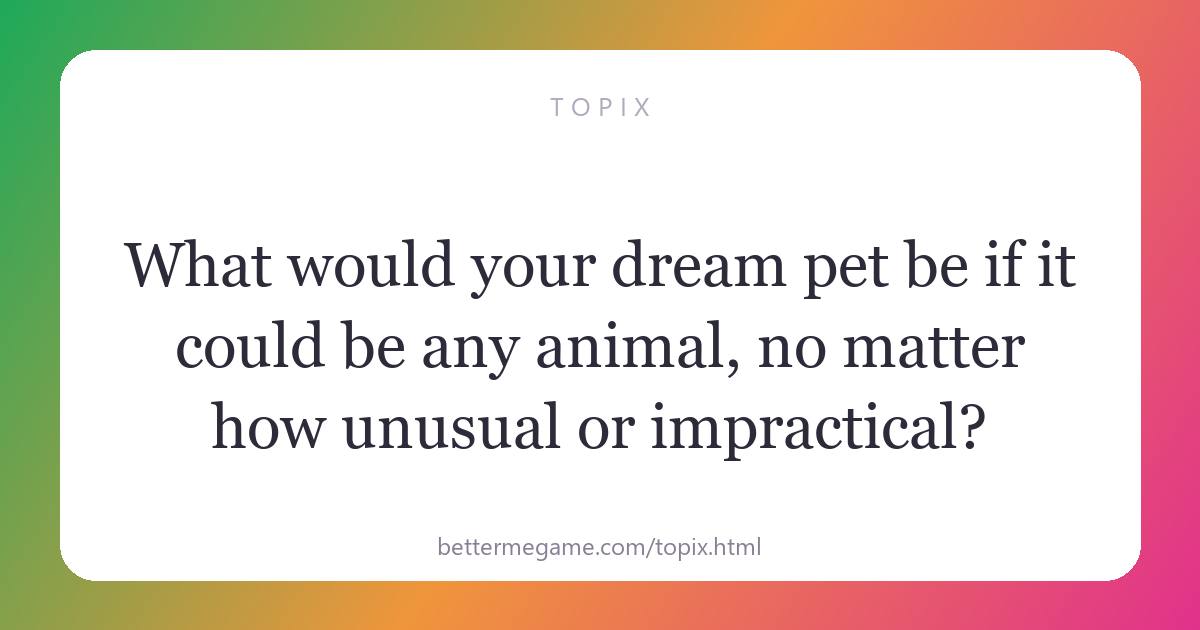 TOPIX
What would your dream pet be if it
could be any animal, no matter
how unusual or impractical?
bettermegame.com/topix.html